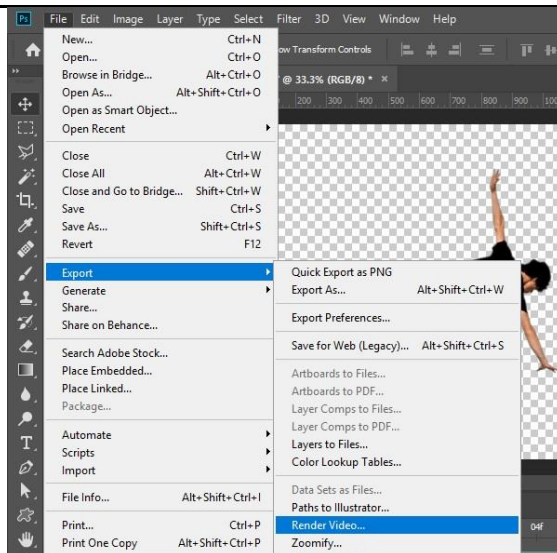 Ps File Edit Image Layer Type Select Filter 3D View Window Help
New... Ctrl+N
Open... Ctrl+O
Browse in Bridge... Alt+Ctrl+O
Open As... Alt+Shift+Ctrl+O
Open as Smart Object...
Open Recent
Close Ctrl+W
Close All Alt+Ctrl+W
Close and Go to Bridge... Shift+Ctrl+W
Save Ctrl+S
Save As... Shift+Ctrl+S
Revert F12
Export
Generate
Share...
Share on Behance...
Search Adobe Stock...
Place Embedded...
Place Linked...
Package...
Automate
Scripts
Import
File Info... Alt+Shift+Ctrl+I
Print... Ctrl+P
Print One Copy Alt+Shift+Ctrl+P
ow Transform Controls
@ 33.3% (RGB/8) * ×
200 300 400 500 600 700 800 900
Quick Export as PNG
Export As... Alt+Shift+Ctrl+W
Export Preferences...
Save for Web (Legacy)... Alt+Shift+Ctrl+S
Artboards to Files...
Artboards to PDF...
Layer Comps to Files...
Layer Comps to PDF...
Layers to Files...
Color Lookup Tables...
Data Sets as Files...
Paths to Illustrator...
Render Video...
Zoomify...
04f